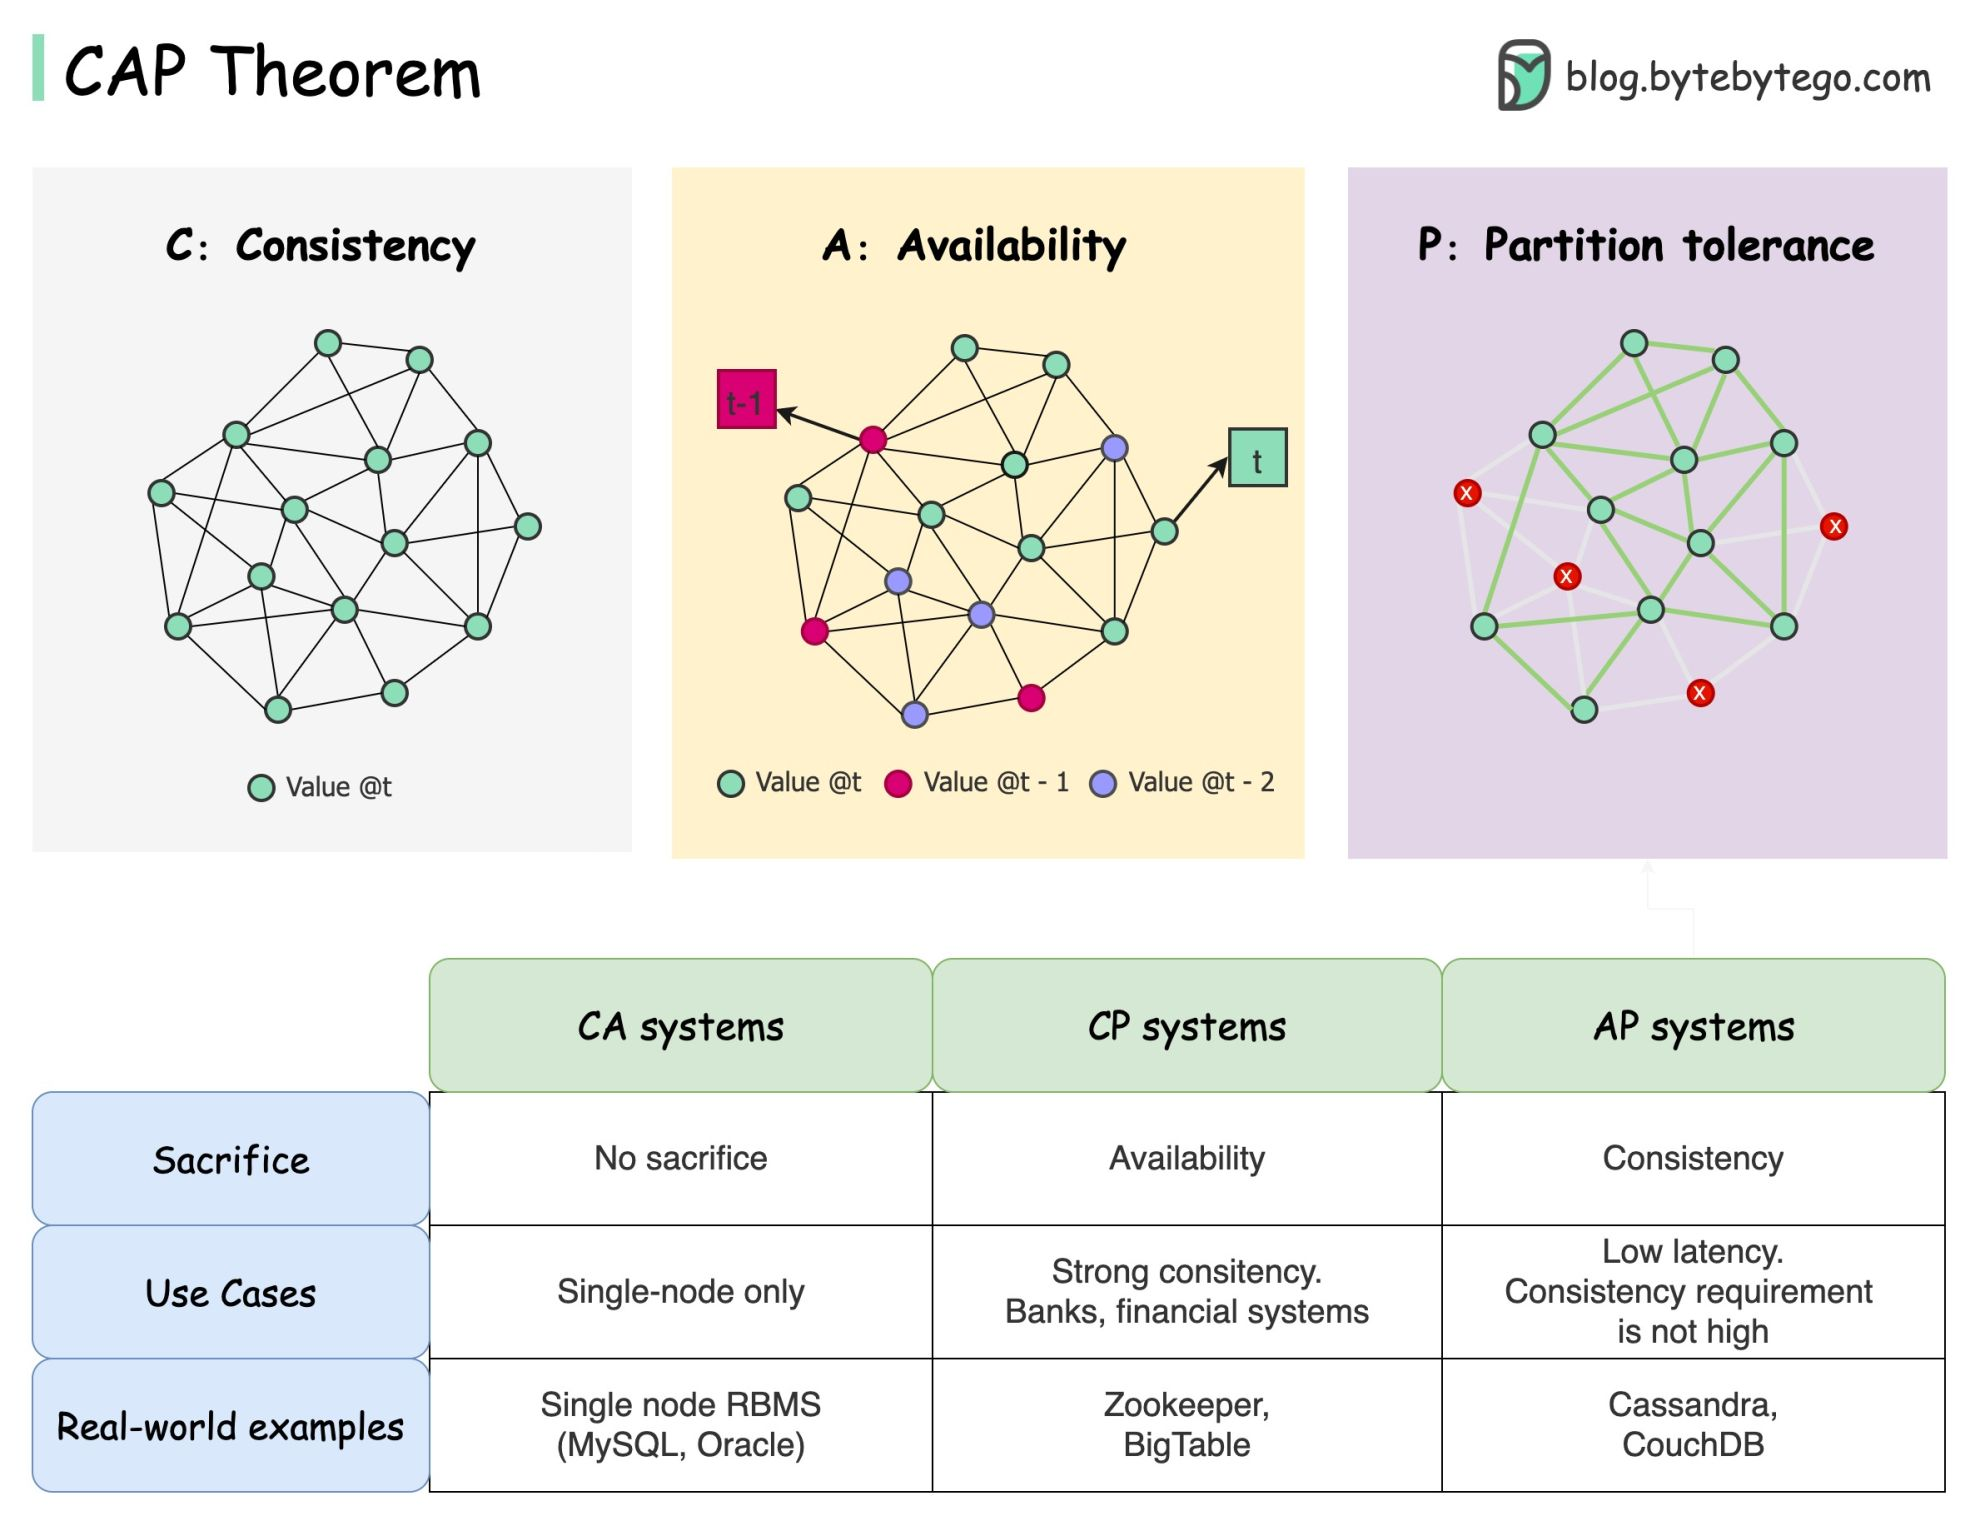 CAP Theorem
blog.bytebytego.com
C: Consistency
A: Availability
P: Partition tolerance
t-1
t
X
X
X
X
Value @t
Value @t
Value @t - 1
Value @t - 2
CA systems
CP systems
AP systems
Sacrifice
No sacrifice
Availability
Consistency
Use Cases
Single-node only
Strong consitency.
Banks, financial systems
Low latency.
Consistency requirement
is not high
Real-world examples
Single node RBMS
(MySQL, Oracle)
Zookeeper,
BigTable
Cassandra,
CouchDB